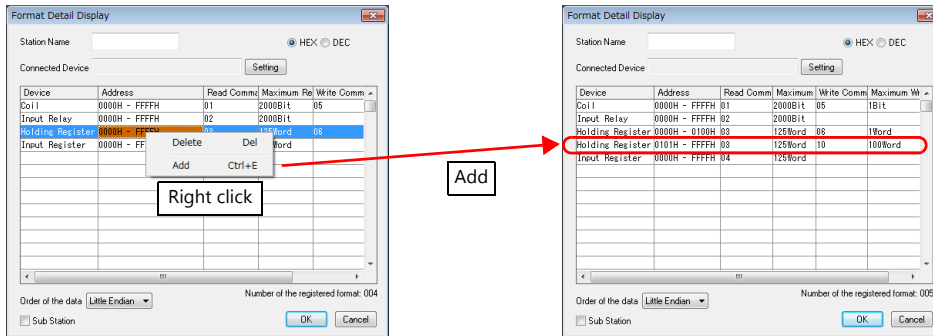 Format Detail Display
Station Name
HEX DEC
Connected Device Setting
Device Address Read Comma Maximum Re Write Comm
Coil 0000H - FFFFH 01 2000Bit 05
Input Relay 0000H - FFFFH 02 2000Bit
Holding Register 0000H - FFFFH 03 125Word 06
Input Register 0000H - FF
Delete Del
Add Ctrl+E
Right click
Order of the data Little Endian
Number of the registered format: 004
Sub Station OK Cancel
Add
Format Detail Display
Station Name
HEX DEC
Connected Device Setting
Device Address Read Comm Maximum Write Comm Maximum Wr
Coil 0000H - FFFFH 01 2000Bit 05 1Bit
Input Relay 0000H - FFFFH 02 2000Bit
Holding Register 0000H - 0100H 03 125Word 06 1Word
Holding Register 0101H - FFFFH 03 125Word 10 100Word
Input Register 0000H - FFFFH 04 125Word
Order of the data Little Endian
Number of the registered format: 005
Sub Station OK Cancel